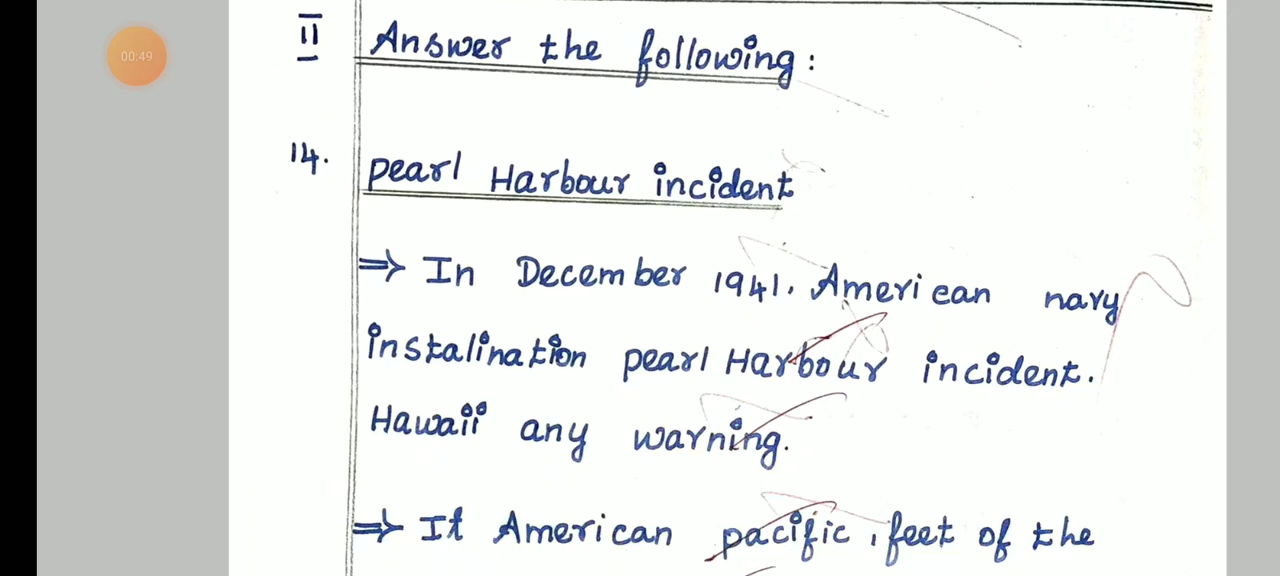 00:49
II Answer the following:
14. pearl Harbour incident
⇒ In December 1941. American navy
instalination pearl Harbour incident.
Hawaii any warning.
⇒ It American pacific, feet of the